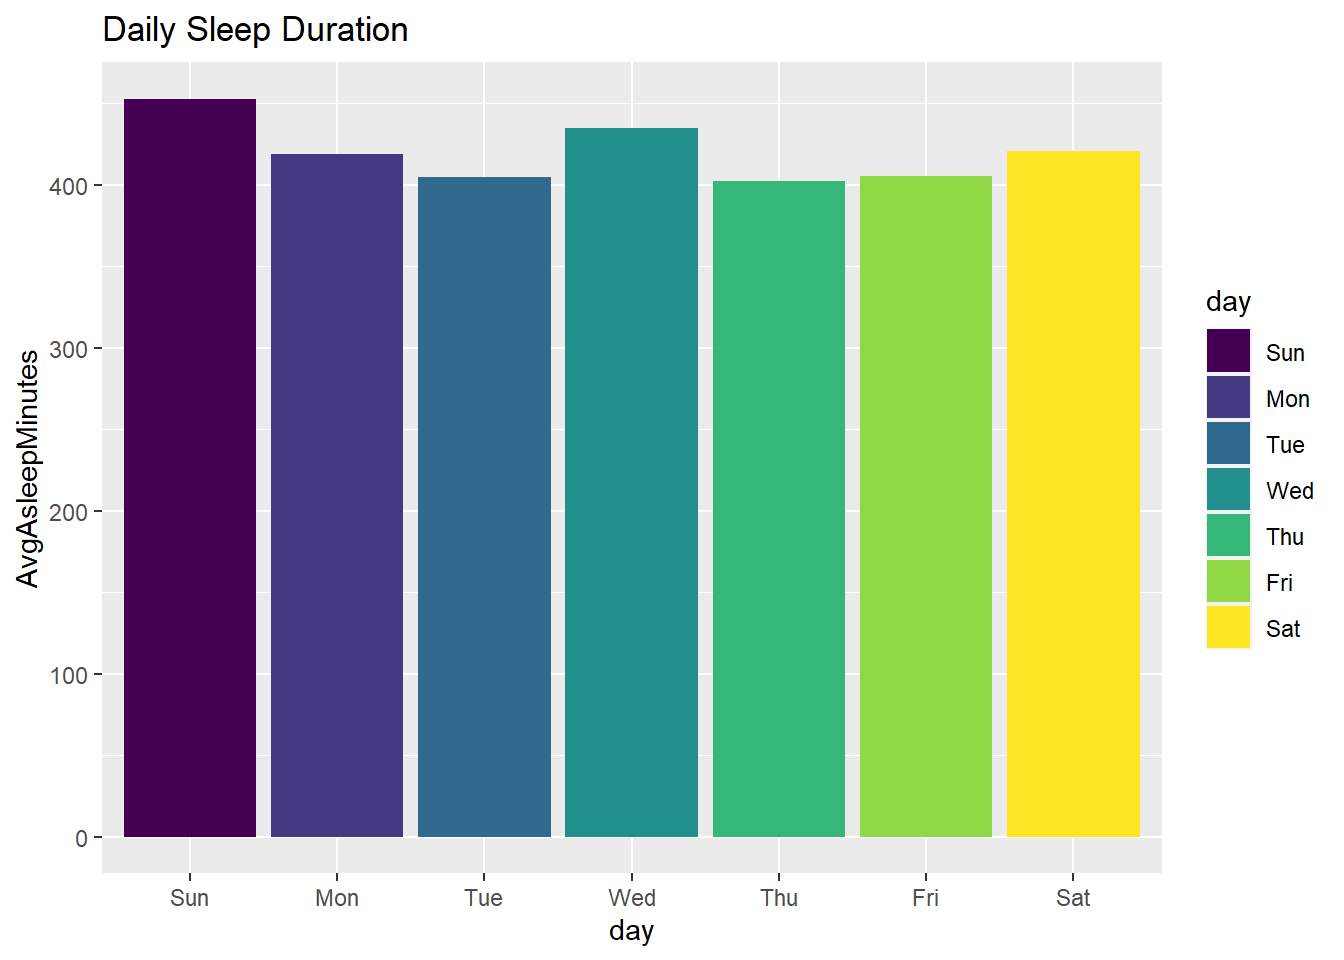 Daily Sleep Duration
AvgAsleepMinutes
400
300
200
100
0
Sun Mon Tue Wed Thu Fri Sat
day
day
Sun
Mon
Tue
Wed
Thu
Fri
Sat